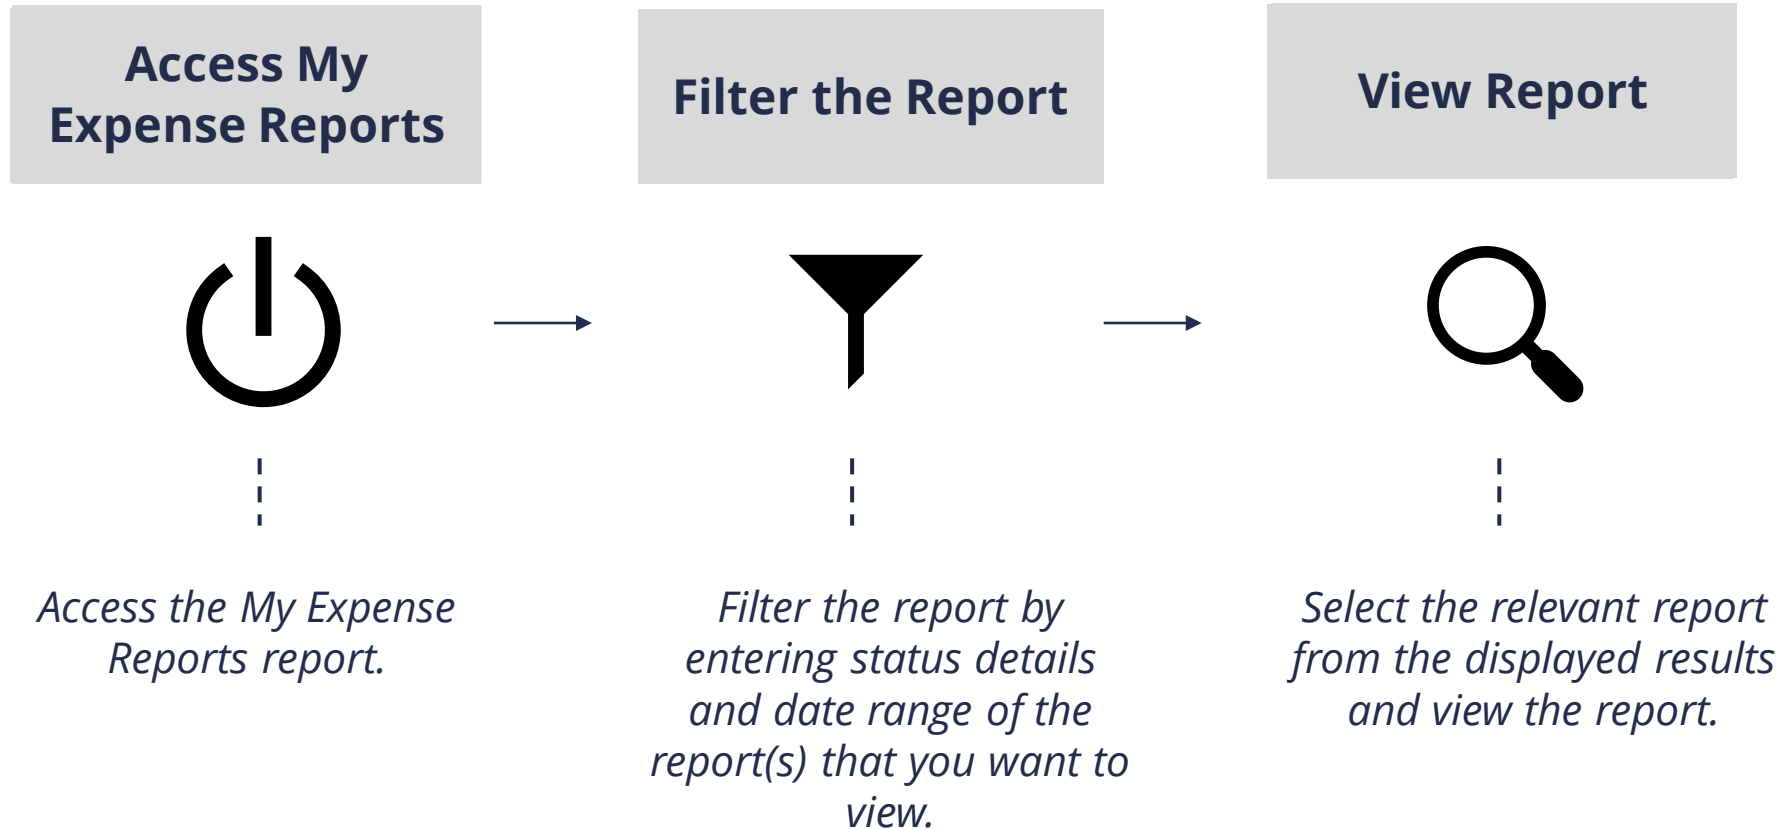 Access My
Expense Reports
Filter the Report
View Report
Access the My Expense
Reports report.
Filter the report by
entering status details
and date range of the
report(s) that you want to
view.
Select the relevant report
from the displayed results
and view the report.